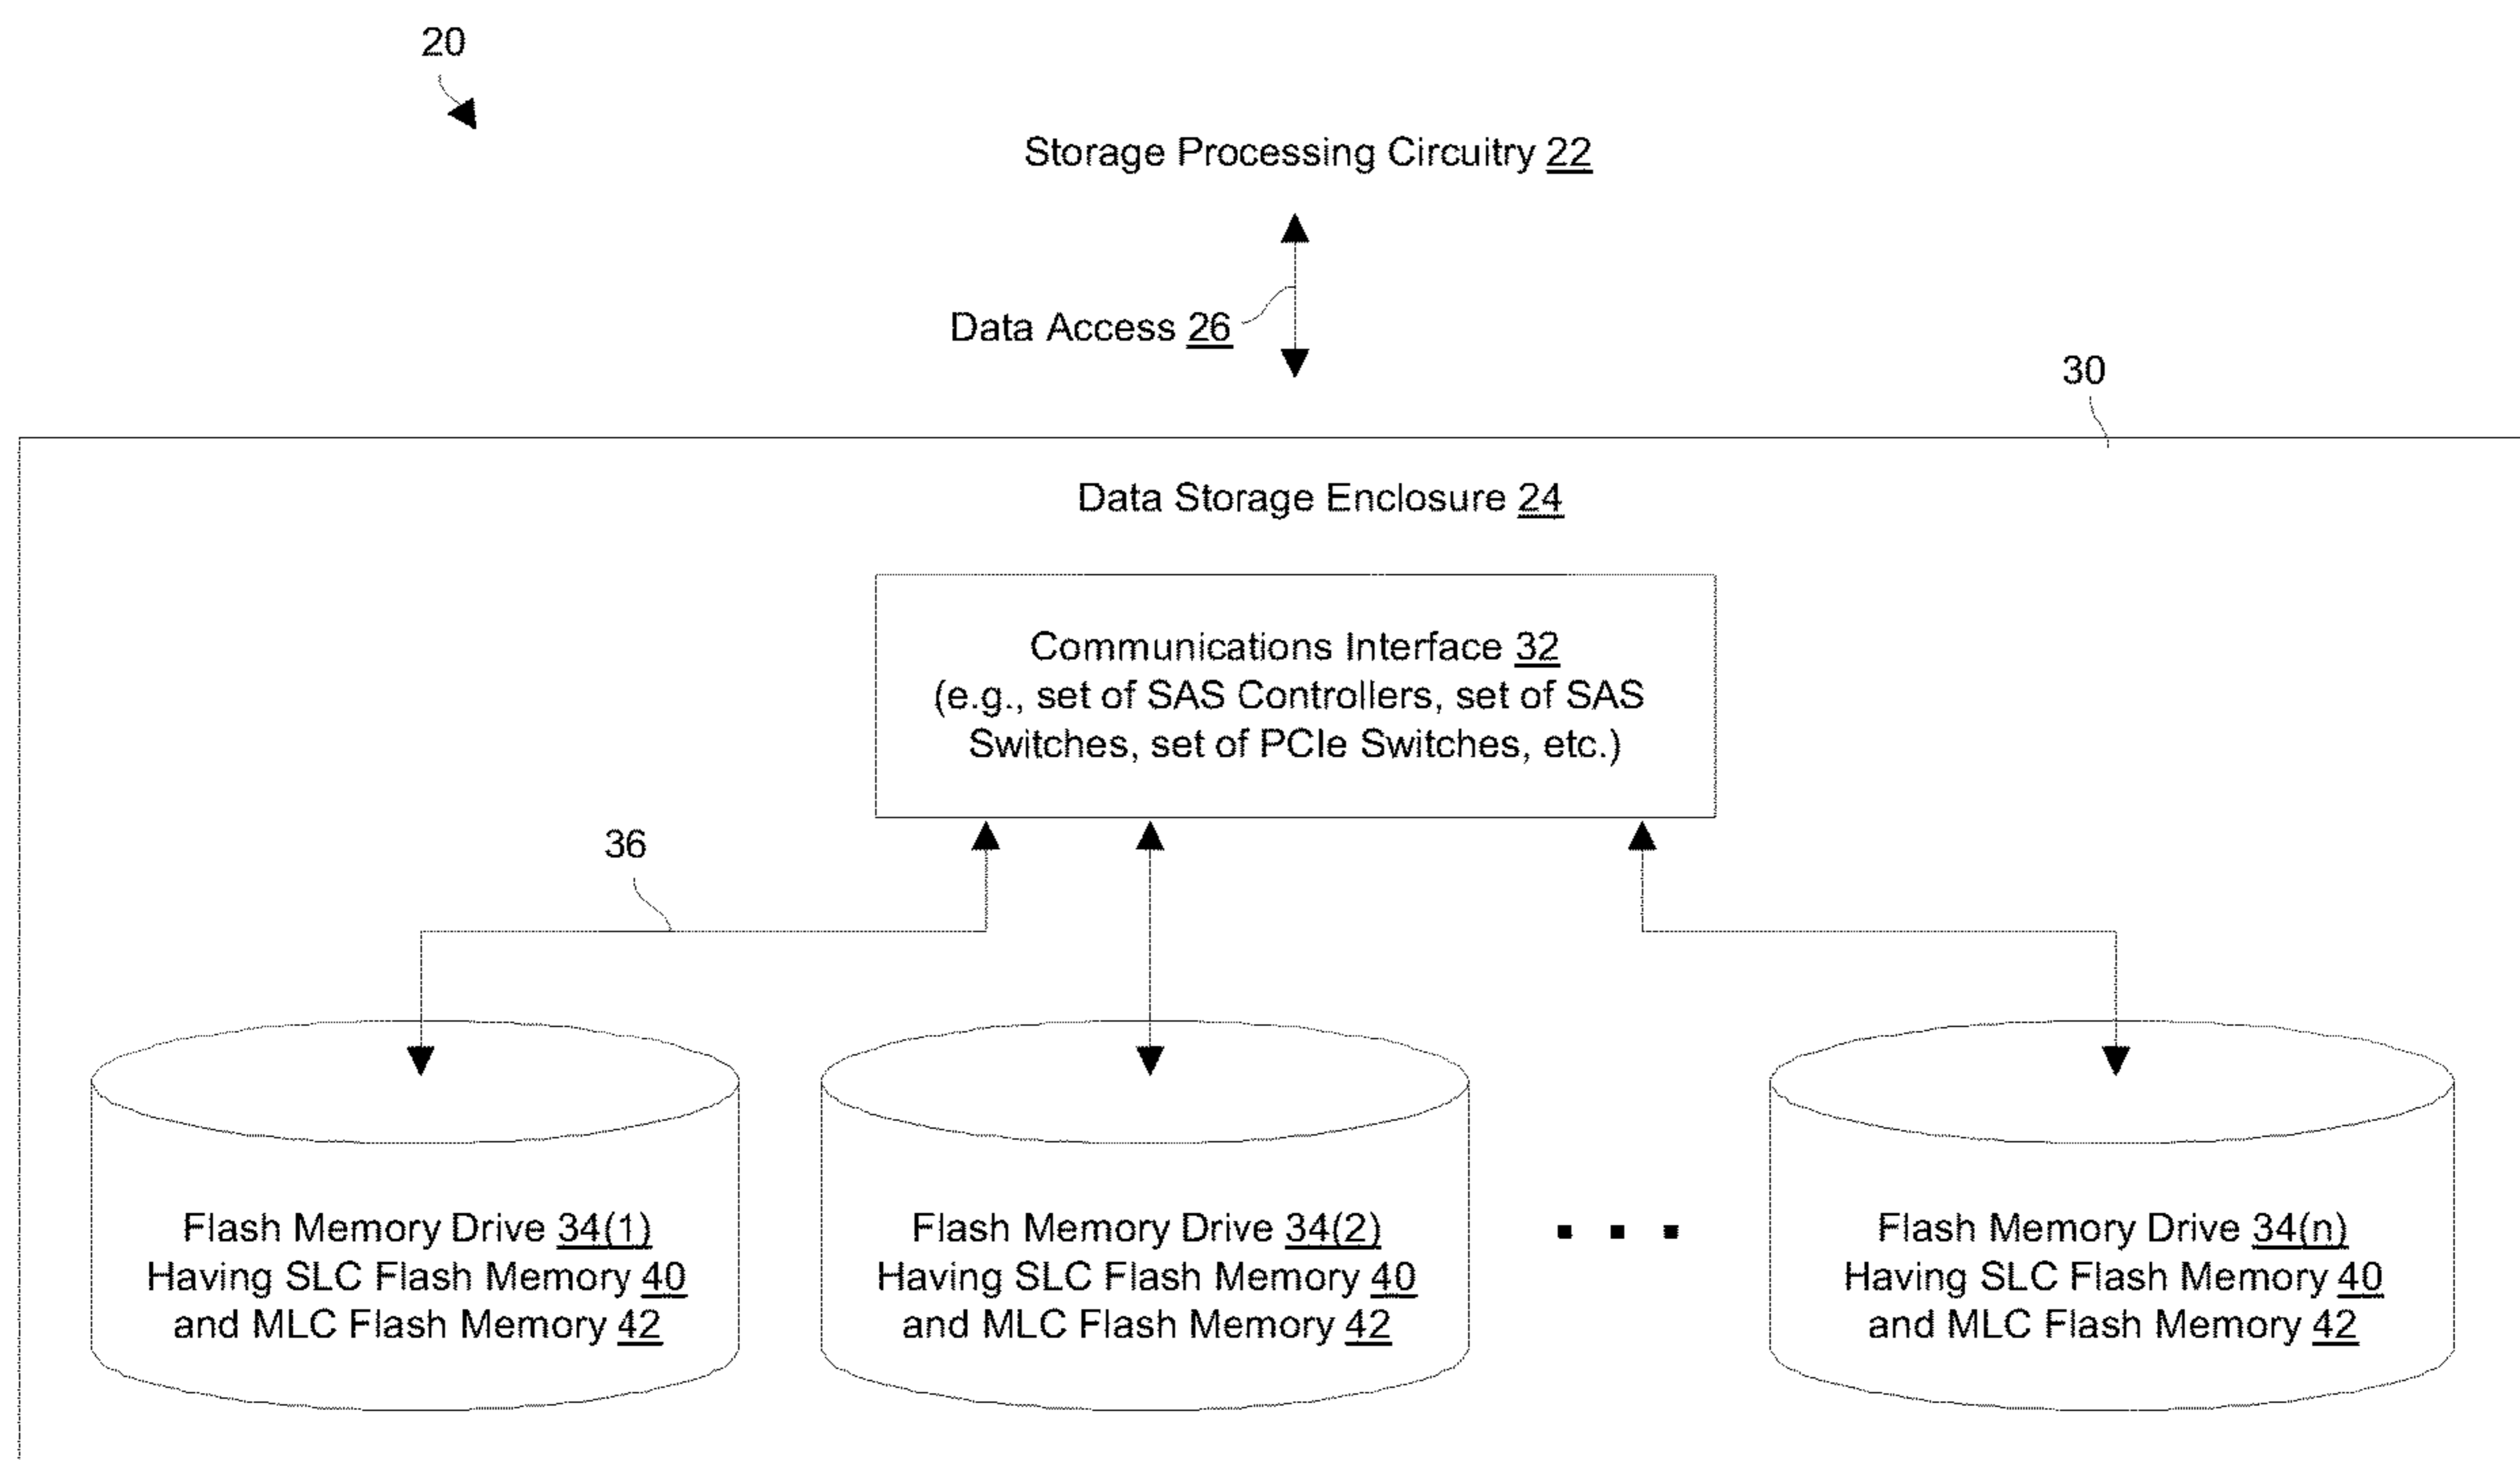 20
Storage Processing Circuitry 22
Data Access 26
30
Data Storage Enclosure 24
Communications Interface 32
(e.g., set of SAS Controllers, set of SAS
Switches, set of PCIe Switches, etc.)
36
Flash Memory Drive 34(1)
Having SLC Flash Memory 40
and MLC Flash Memory 42
Flash Memory Drive 34(2)
Having SLC Flash Memory 40
and MLC Flash Memory 42
Flash Memory Drive 34(n)
Having SLC Flash Memory 40
and MLC Flash Memory 42